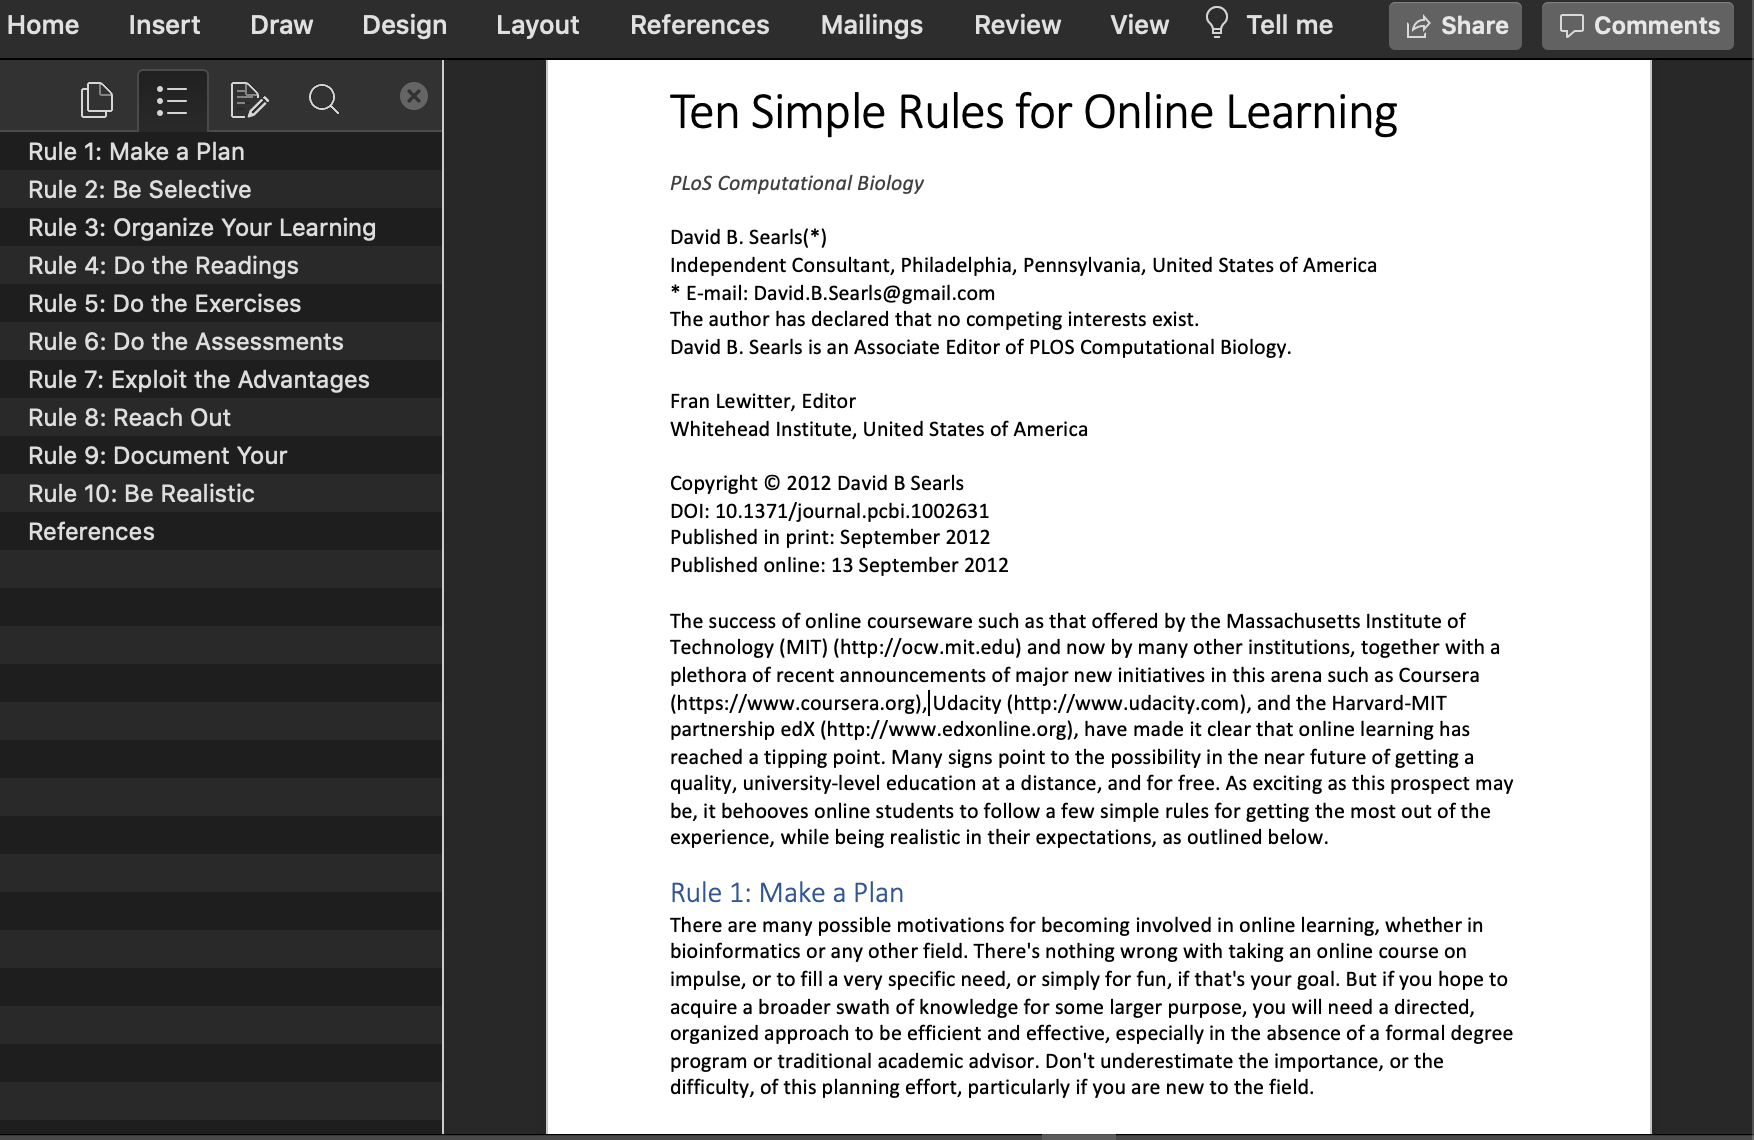 Home Insert Draw Design Layout References Mailings Review View Tell me Share Comments
Rule 1: Make a Plan
Rule 2: Be Selective
Rule 3: Organize Your Learning
Rule 4: Do the Readings
Rule 5: Do the Exercises
Rule 6: Do the Assessments
Rule 7: Exploit the Advantages
Rule 8: Reach Out
Rule 9: Document Your
Rule 10: Be Realistic
References
Ten Simple Rules for Online Learning
PLoS Computational Biology
David B. Searls(*)
Independent Consultant, Philadelphia, Pennsylvania, United States of America
* E-mail: David.B.Searls@gmail.com
The author has declared that no competing interests exist.
David B. Searls is an Associate Editor of PLOS Computational Biology.
Fran Lewitter, Editor
Whitehead Institute, United States of America
Copyright © 2012 David B Searls
DOI: 10.1371/journal.pcbi.1002631
Published in print: September 2012
Published online: 13 September 2012
The success of online courseware such as that offered by the Massachusetts Institute of
Technology (MIT) (http://ocw.mit.edu) and now by many other institutions, together with a
plethora of recent announcements of major new initiatives in this arena such as Coursera
(https://www.coursera.org), Udacity (http://www.udacity.com), and the Harvard-MIT
partnership edX (http://www.edxonline.org), have made it clear that online learning has
reached a tipping point. Many signs point to the possibility in the near future of getting a
quality, university-level education at a distance, and for free. As exciting as this prospect may
be, it behooves online students to follow a few simple rules for getting the most out of the
experience, while being realistic in their expectations, as outlined below.
Rule 1: Make a Plan
There are many possible motivations for becoming involved in online learning, whether in
bioinformatics or any other field. There's nothing wrong with taking an online course on
impulse, or to fill a very specific need, or simply for fun, if that's your goal. But if you hope to
acquire a broader swath of knowledge for some larger purpose, you will need a directed,
organized approach to be efficient and effective, especially in the absence of a formal degree
program or traditional academic advisor. Don't underestimate the importance, or the
difficulty, of this planning effort, particularly if you are new to the field.